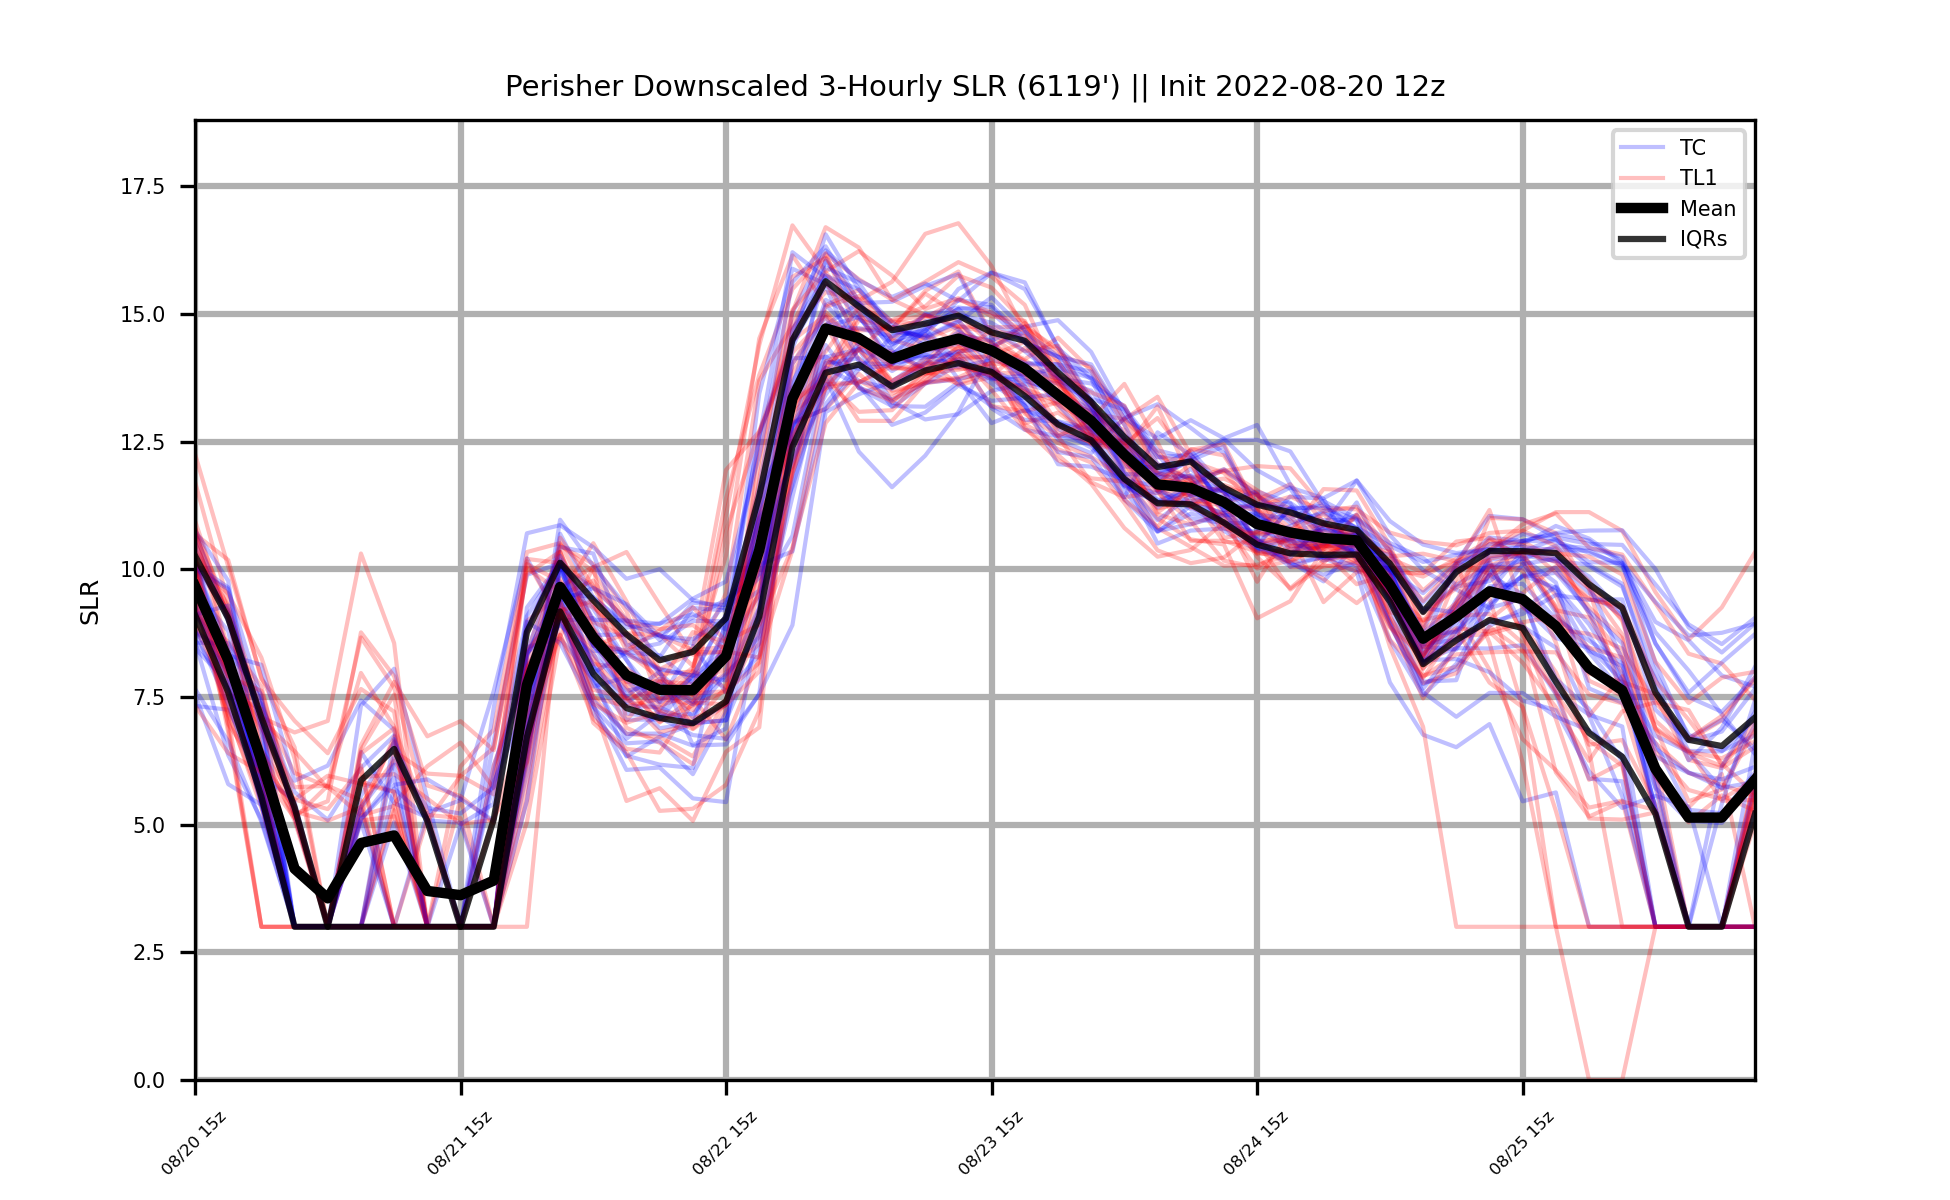 Perisher Downscaled 3-Hourly SLR (6119') || Init 2022-08-20 12z
TC
TL1
Mean
IQRs
SLR
17.5
15.0
12.5
10.0
7.5
5.0
2.5
0.0
08/20 15z
08/21 15z
08/22 15z
08/23 15z
08/24 15z
08/25 15z